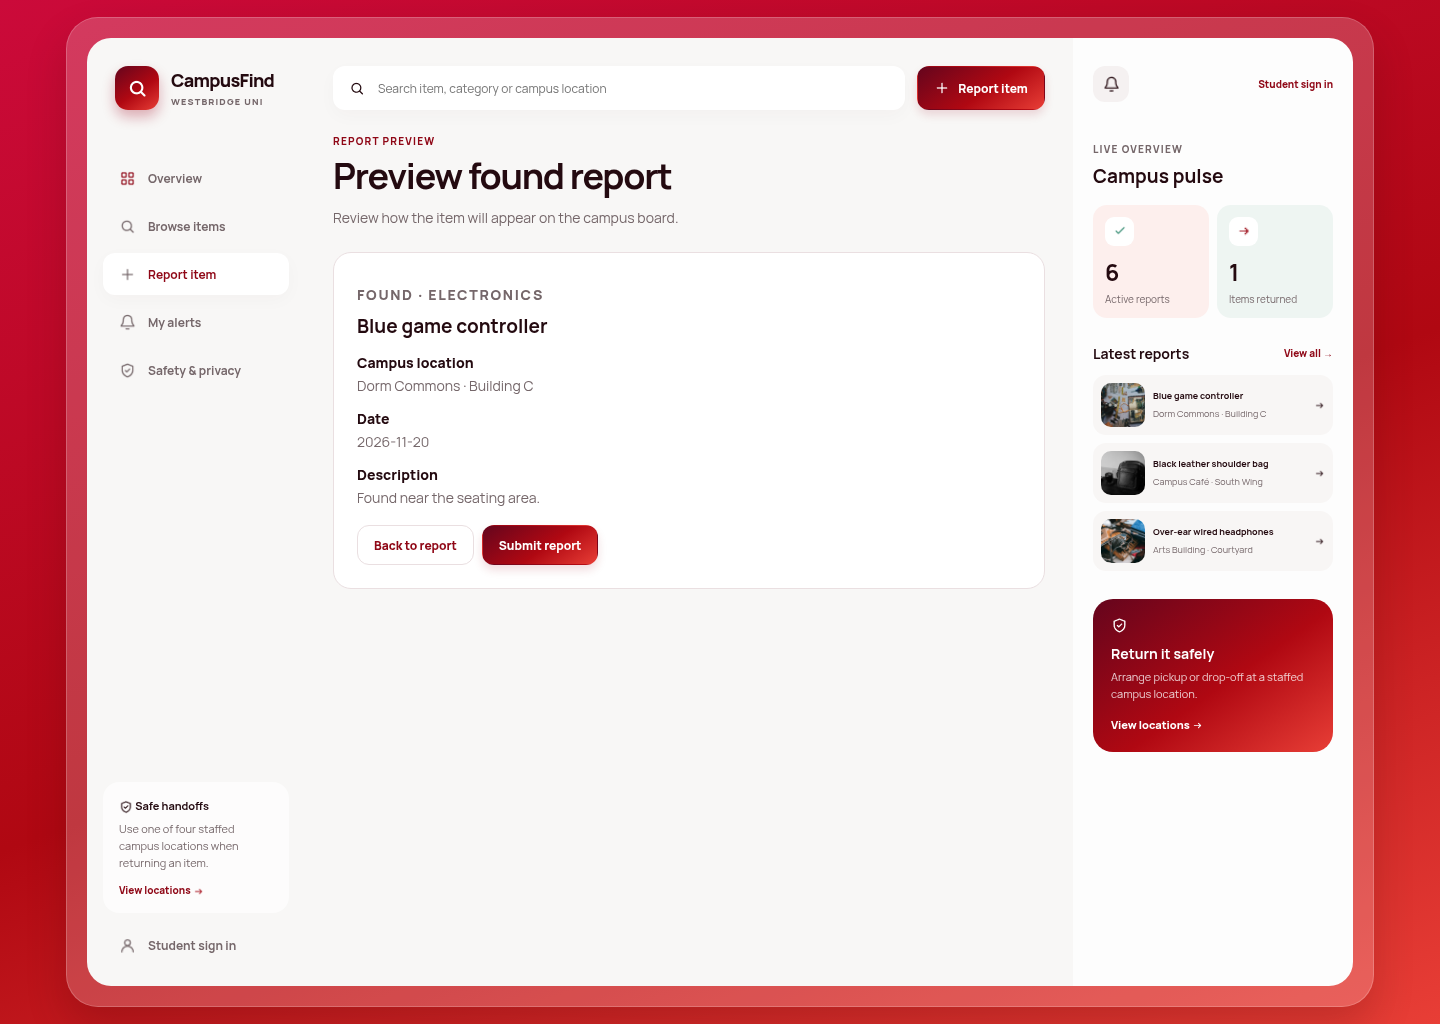 CampusFind
WESTBRIDGE UNI
Overview
Browse items
Report item
My alerts
Safety & privacy
Safe handoffs
Use one of four staffed
campus locations when
returning an item.
View locations →
Student sign in
Search item, category or campus location
Report item
REPORT PREVIEW
Preview found report
Review how the item will appear on the campus board.
FOUND · ELECTRONICS
Blue game controller
Campus location
Dorm Commons · Building C
Date
2026-11-20
Description
Found near the seating area.
Back to report
Submit report
Student sign in
LIVE OVERVIEW
Campus pulse
6
Active reports
1
Items returned
Latest reports
View all →
Blue game controller
Dorm Commons · Building C
Black leather shoulder bag
Campus Café · South Wing
Over-ear wired headphones
Arts Building · Courtyard
Return it safely
Arrange pickup or drop-off at a staffed
campus location.
View locations →